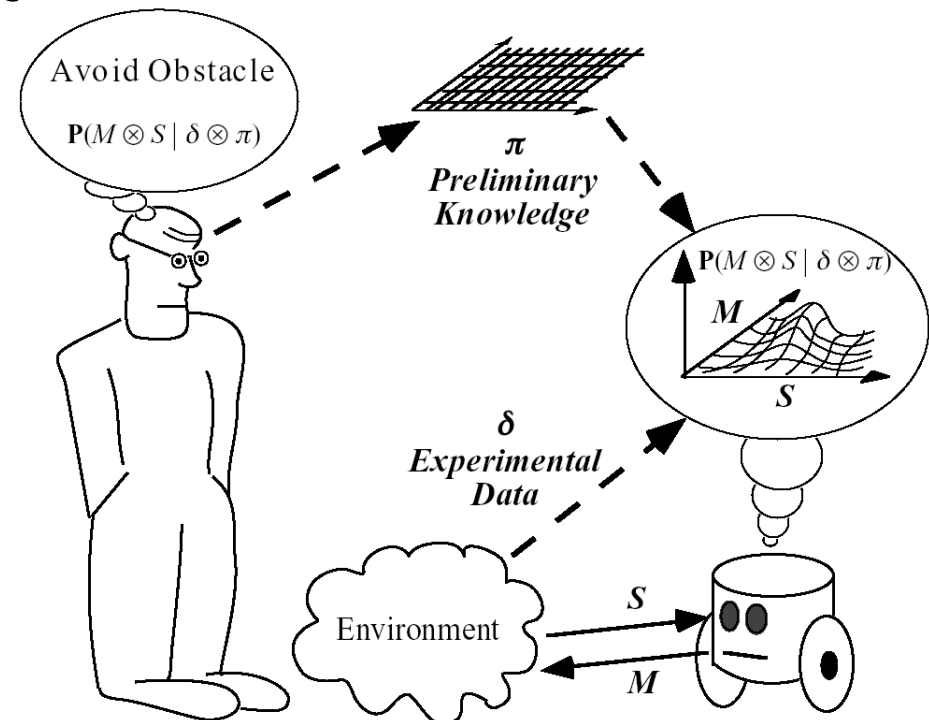 Avoid Obstacle
P(M ⊗ S | δ ⊗ π)
π
Preliminary
Knowledge
P(M ⊗ S | δ ⊗ π)
M
S
δ
Experimental
Data
Environment
S
M